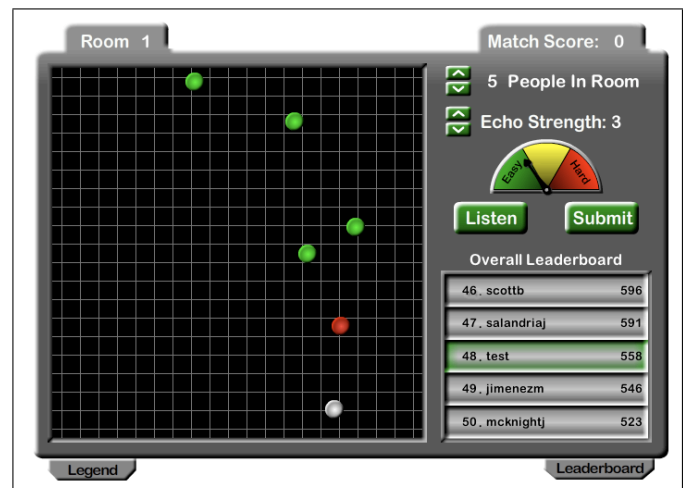 Room 1
Match Score: 0
5 People In Room
Echo Strength: 3
Easy
Hard
Listen
Submit
Overall Leaderboard
46. scottb 596
47. salandriaj 591
48. test 558
49. jimenezm 546
50. mcknightj 523
Legend
Leaderboard